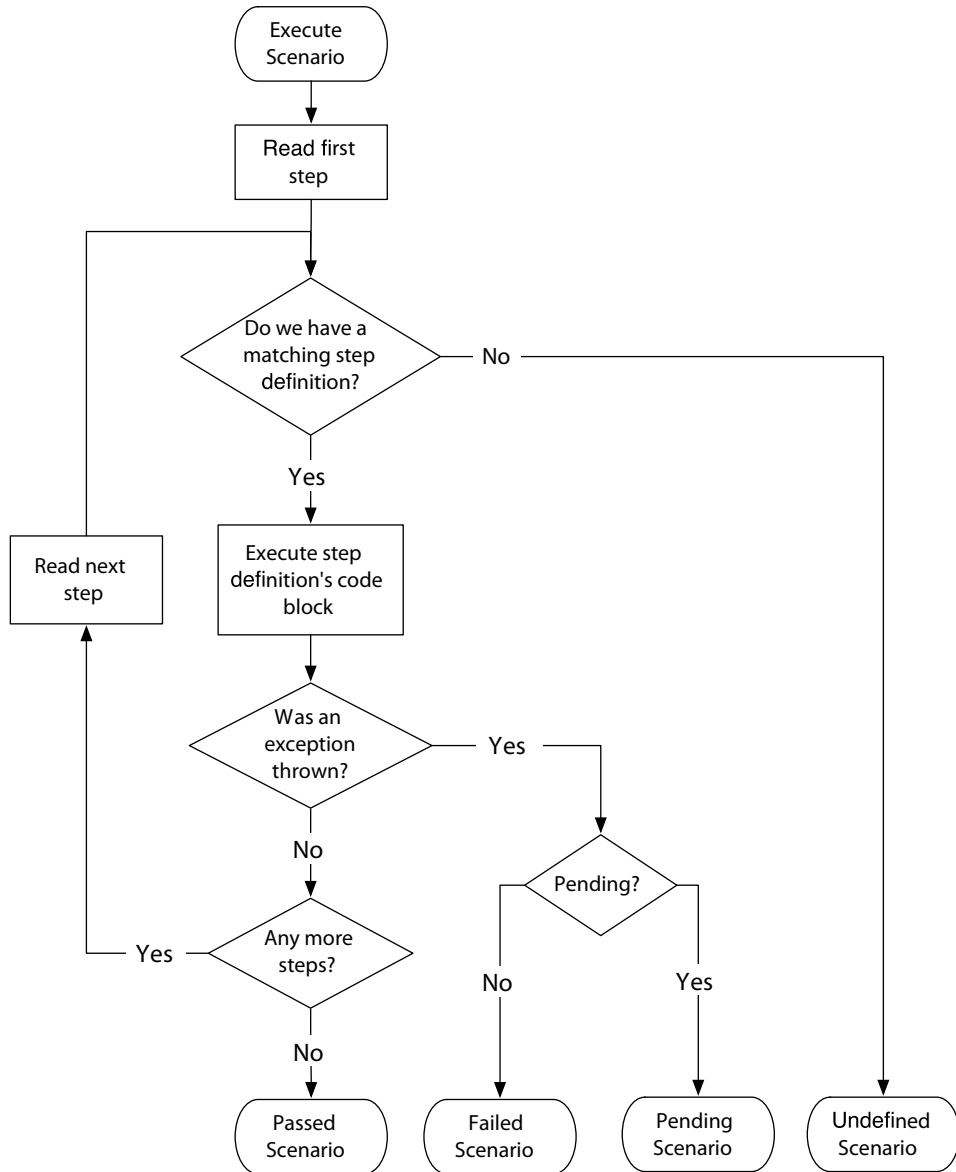 Execute
Scenario
Read first
step
Do we have a
matching step
definition?
No
Yes
Read next
step
Execute step
definition's code
block
Was an
exception
thrown?
Yes
No
Pending?
Any more
steps?
Yes
No
Yes
No
Passed
Scenario
Failed
Scenario
Pending
Scenario
Undefined
Scenario